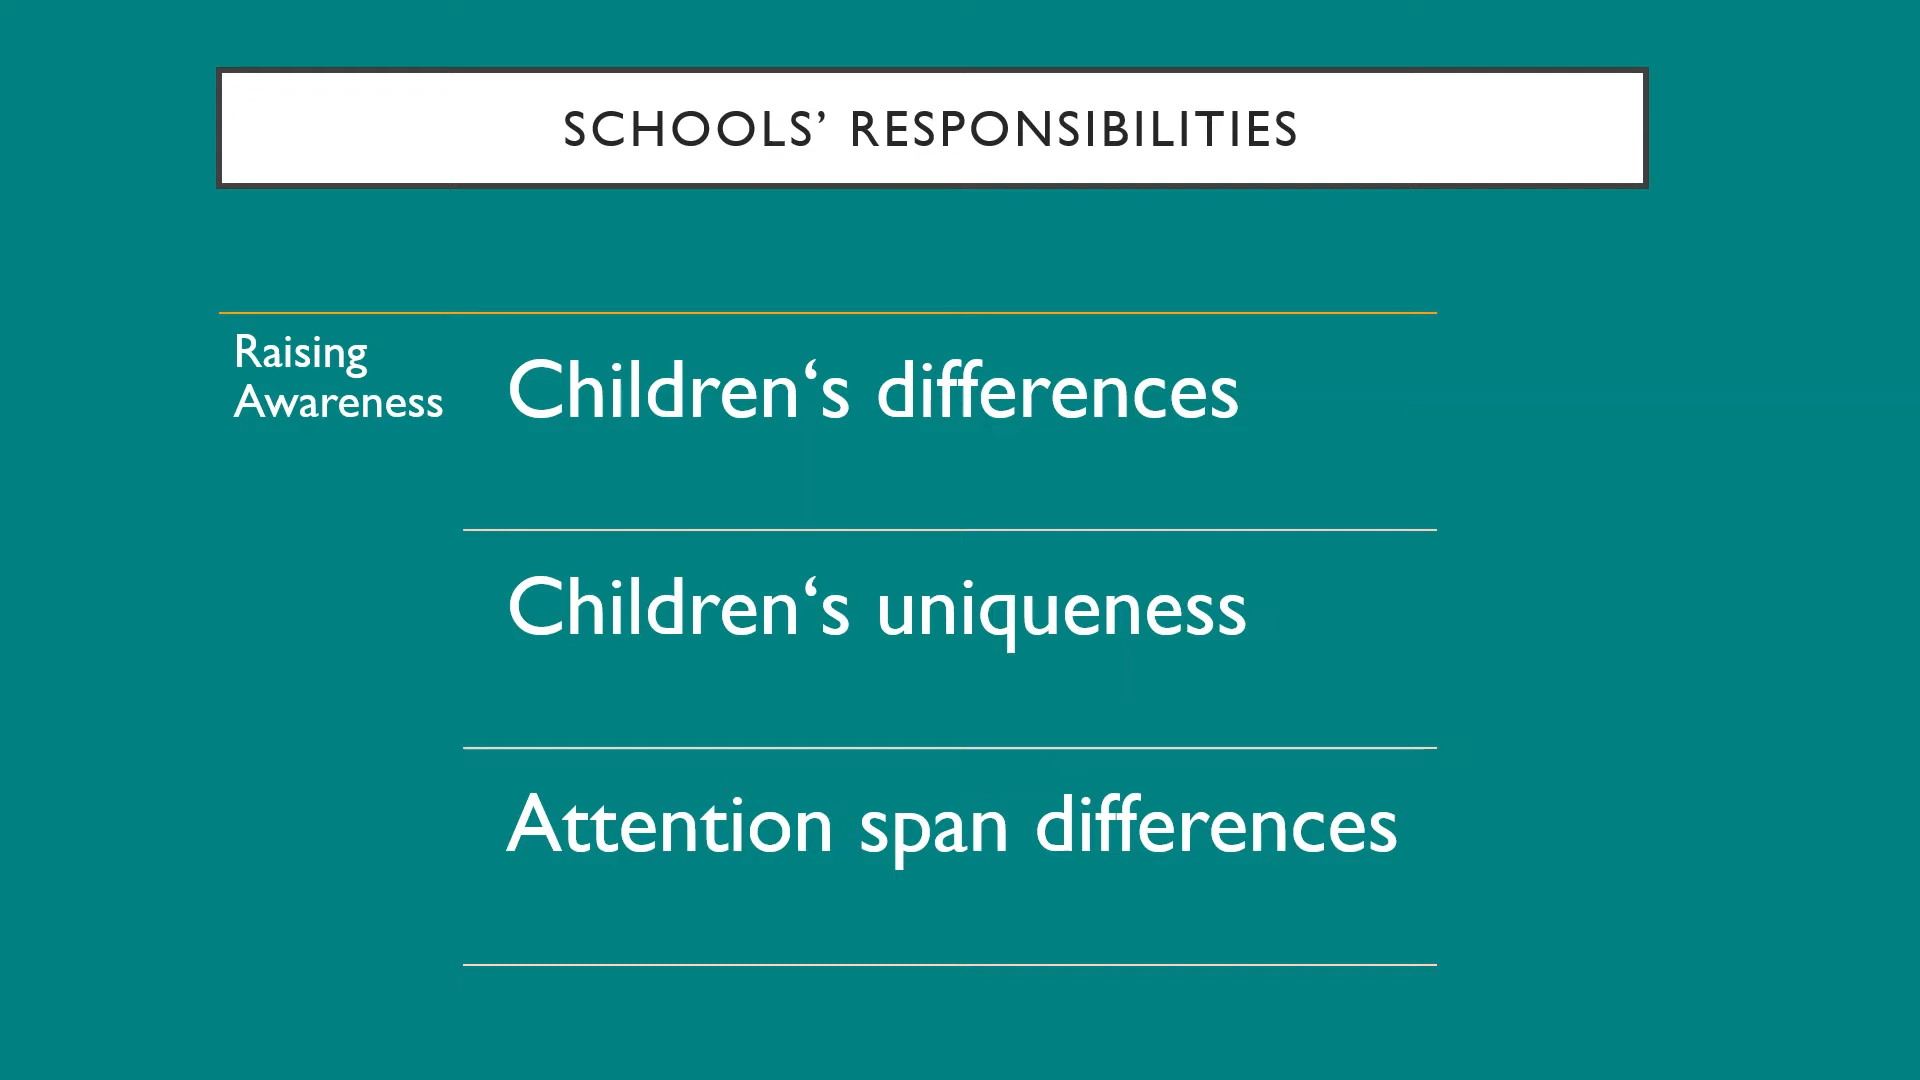 SCHOOLS’ RESPONSIBILITIES
Raising
Awareness
Children‘s differences
Children‘s uniqueness
Attention span differences